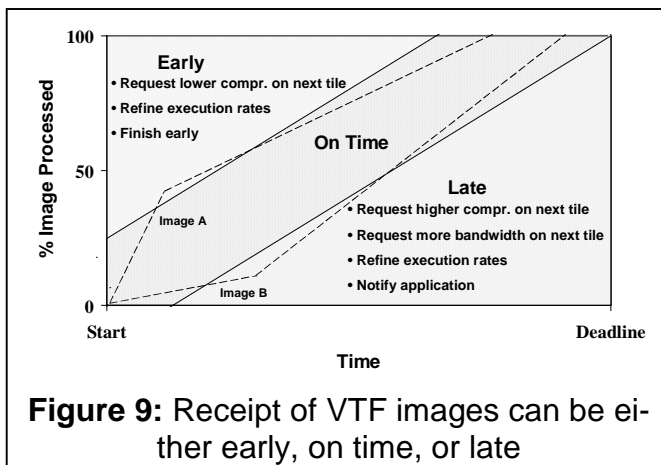 100
Early
• Request lower compr. on next tile
• Refine execution rates
• Finish early
On Time
% Image Processed
50
Late
• Request higher compr. on next tile
• Request more bandwidth on next tile
• Refine execution rates
• Notify application
Image A
Image B
0
Start
Deadline
Time
Figure 9: Receipt of VTF images can be ei-
ther early, on time, or late